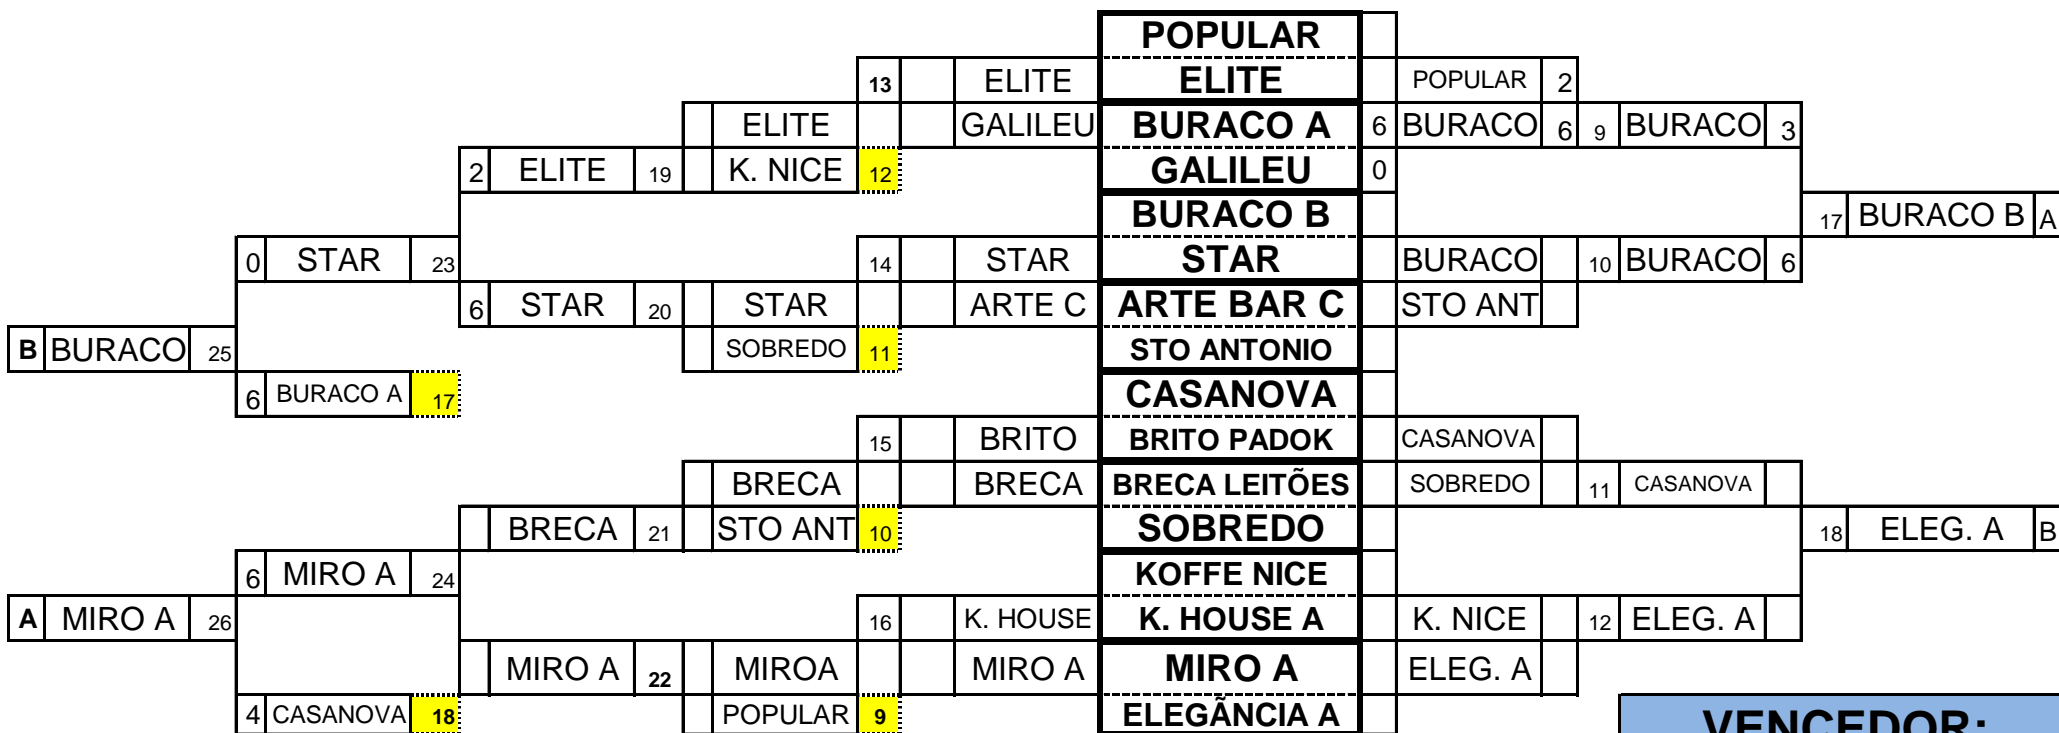 POPULAR
13 ELITE ELITE POPULAR 2
ELITE GALILEU BURACO A 6 BURACO 6 9 BURACO 3
2 ELITE 19 K. NICE 12 GALILEU 0
BURACO B 17 BURACO B A
0 STAR 23 14 STAR STAR BURACO 10 BURACO 6
6 STAR 20 STAR ARTE C ARTE BAR C STO ANT
B BURACO 25 SOBREDO 11 STO ANTONIO
6 BURACO A 17 CASANOVA
15 BRITO BRITO PADOK CASANOVA
BRECA BRECA BRECA LEITÕES SOBREDO 11 CASANOVA
BRECA 21 STO ANT 10 SOBREDO 18 ELEG. A B
6 MIRO A 24 KOFFE NICE
A MIRO A 26 16 K. HOUSE K. HOUSE A K. NICE 12 ELEG. A
MIRO A 22 MIROA MIRO A MIRO A ELEG. A
4 CASANOVA 18 POPULAR 9 ELEGÃNCIA A VENCEDOR: